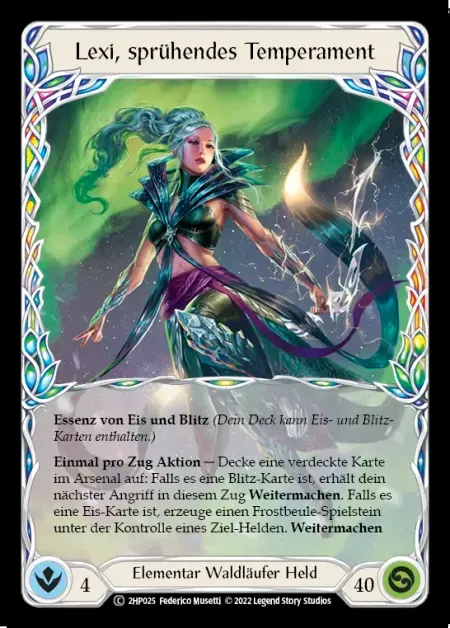 Lexi, sprühendes Temperament
Essenz von Eis und Blitz (Dein Deck kann Eis- und Blitz-
Karten enthalten.)
Einmal pro Zug Aktion — Decke eine verdeckte Karte
im Arsenal auf: Falls es eine Blitz-Karte ist, erhält dein
nächster Angriff in diesem Zug Weitermachen. Falls es
eine Eis-Karte ist, erzeuge einen Frostbeule-Spielstein
unter der Kontrolle eines Ziel-Helden. Weitermachen
4
Elementar Waldläufer Held
40
C 2HP025 Federico Musetti © 2022 Legend Story Studios